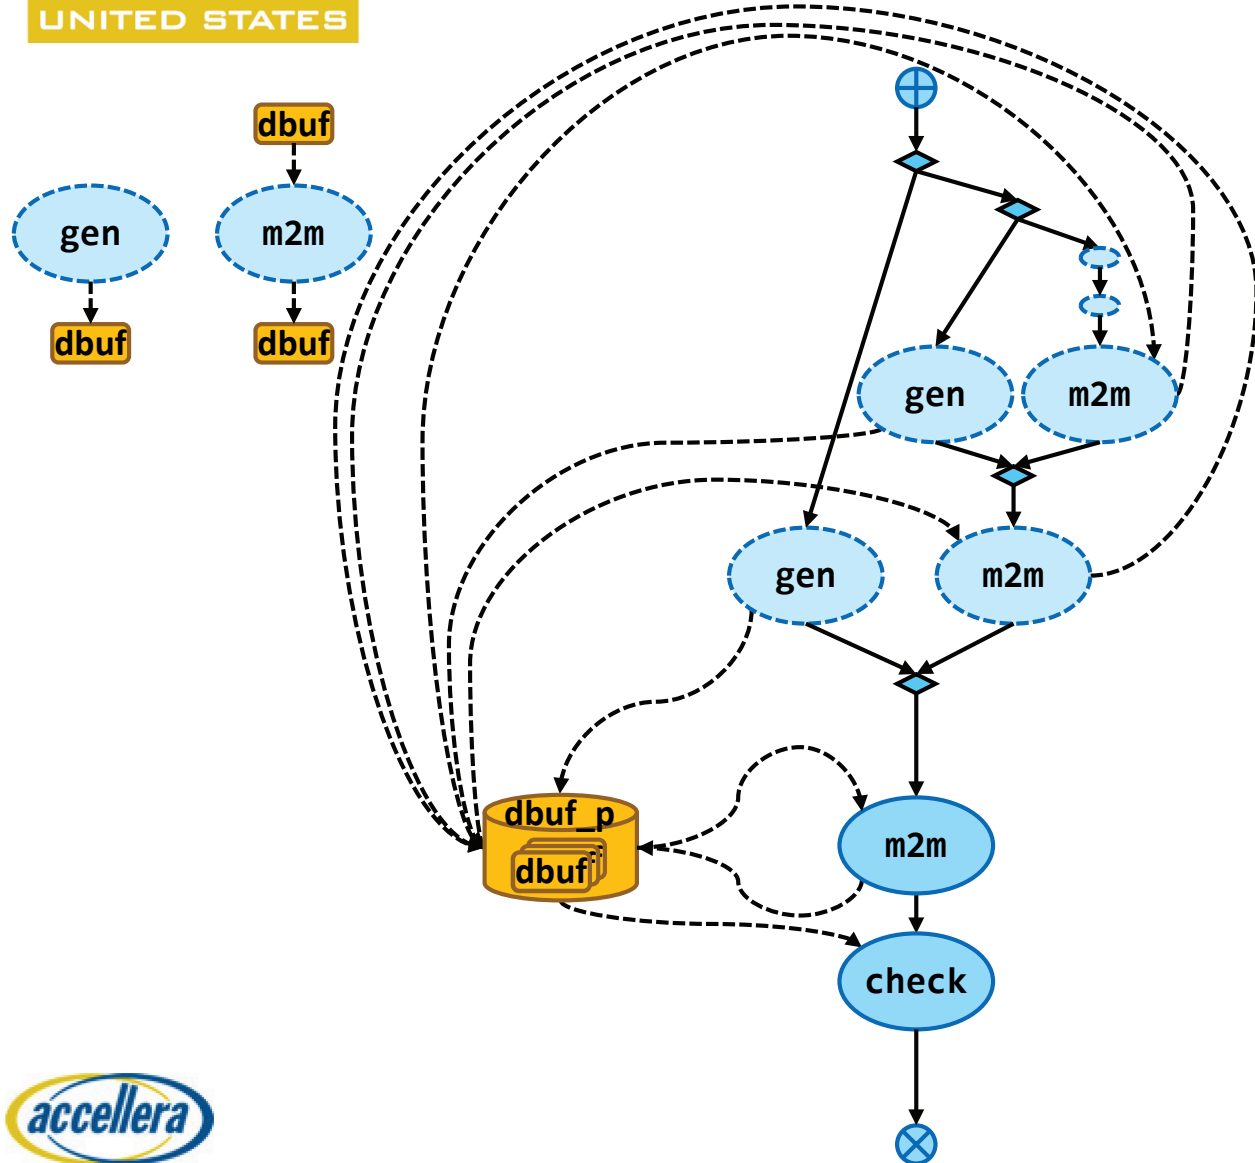 UNITED STATES
dbuf
gen
m2m
dbuf
dbuf
gen
m2m
gen
m2m
dbuf_p
dbuf
m2m
check
accellera